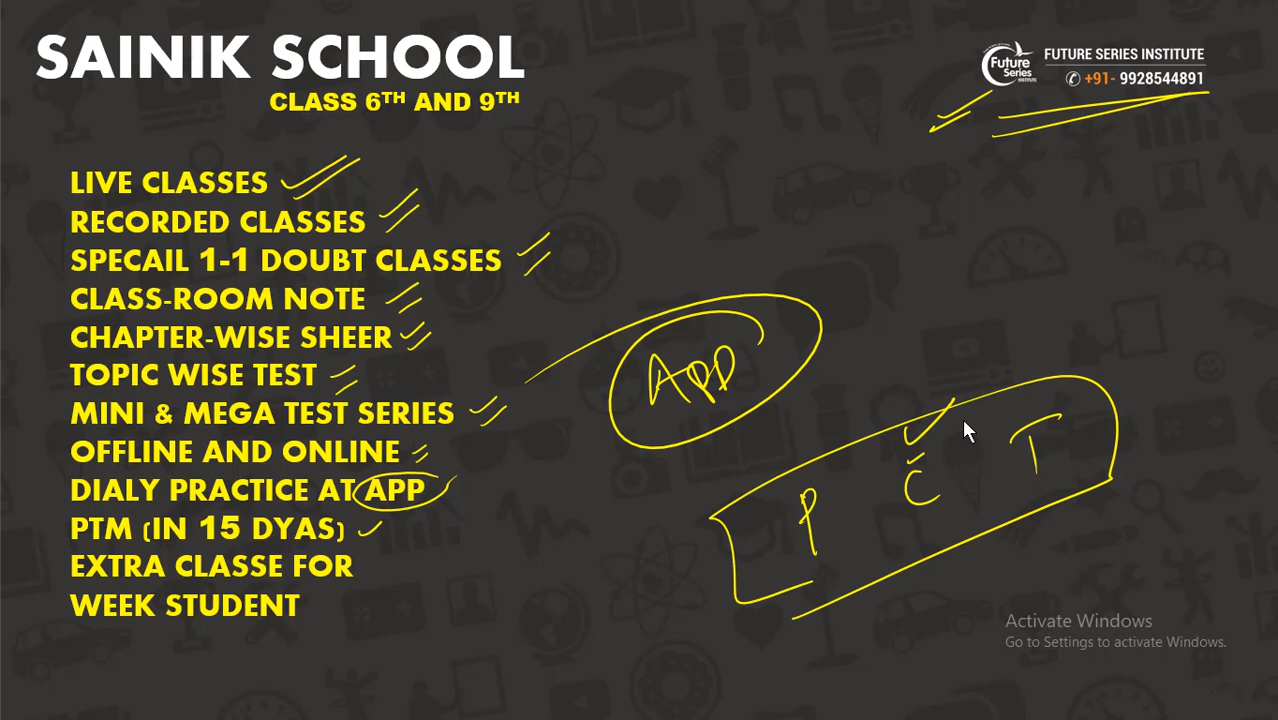 SAINIK SCHOOL
CLASS 6TH AND 9TH
Future
Series
INSTITUTE
FUTURE SERIES INSTITUTE
+91- 9928544891
LIVE CLASSES
RECORDED CLASSES
SPECAIL 1-1 DOUBT CLASSES
CLASS-ROOM NOTE
CHAPTER-WISE SHEER
TOPIC WISE TEST
MINI & MEGA TEST SERIES
OFFLINE AND ONLINE
DIALY PRACTICE AT APP
PTM (IN 15 DYAS)
EXTRA CLASSE FOR
WEEK STUDENT
APP
P C T
Activate Windows
Go to Settings to activate Windows.